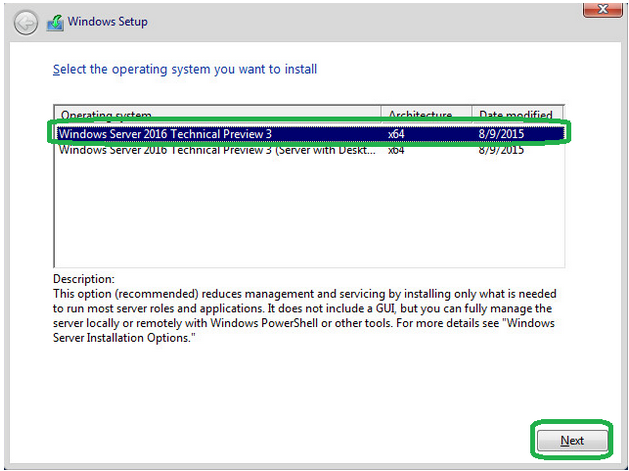 Windows Setup
Select the operating system you want to install
Operating system Architecture Date modified
Windows Server 2016 Technical Preview 3 x64 8/9/2015
Windows Server 2016 Technical Preview 3 (Server with Deskt... x64 8/9/2015
Description:
This option (recommended) reduces management and servicing by installing only what is needed
to run most server roles and applications. It does not include a GUI, but you can fully manage the
server locally or remotely with Windows PowerShell or other tools. For more details see "Windows
Server Installation Options."
Next